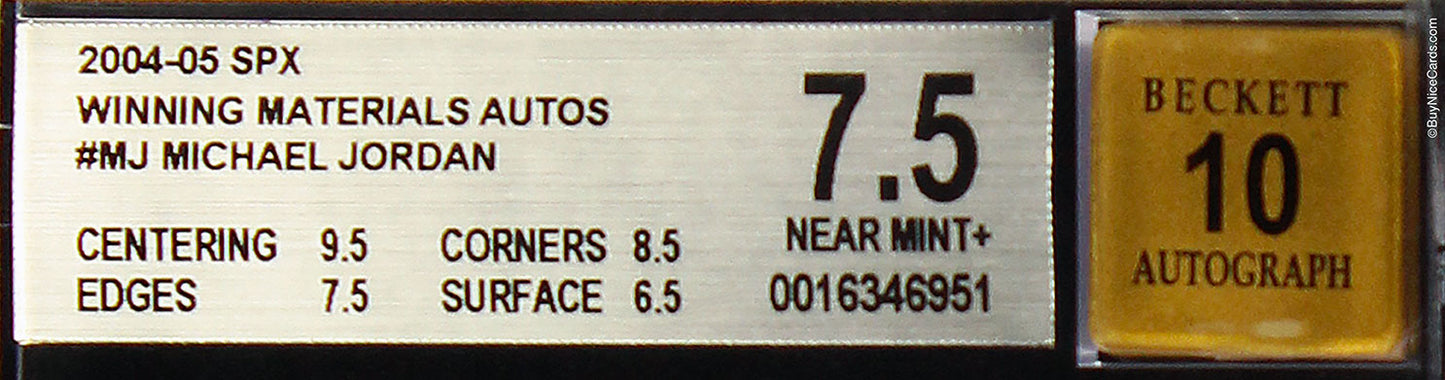 2004-05 SPX
WINNING MATERIALS AUTOS
#MJ MICHAEL JORDAN
CENTERING 9.5 CORNERS 8.5
EDGES 7.5 SURFACE 6.5
7.5
NEAR MINT+
0016346951
BECKETT
10
AUTOGRAPH
©BuyNiceCards.com